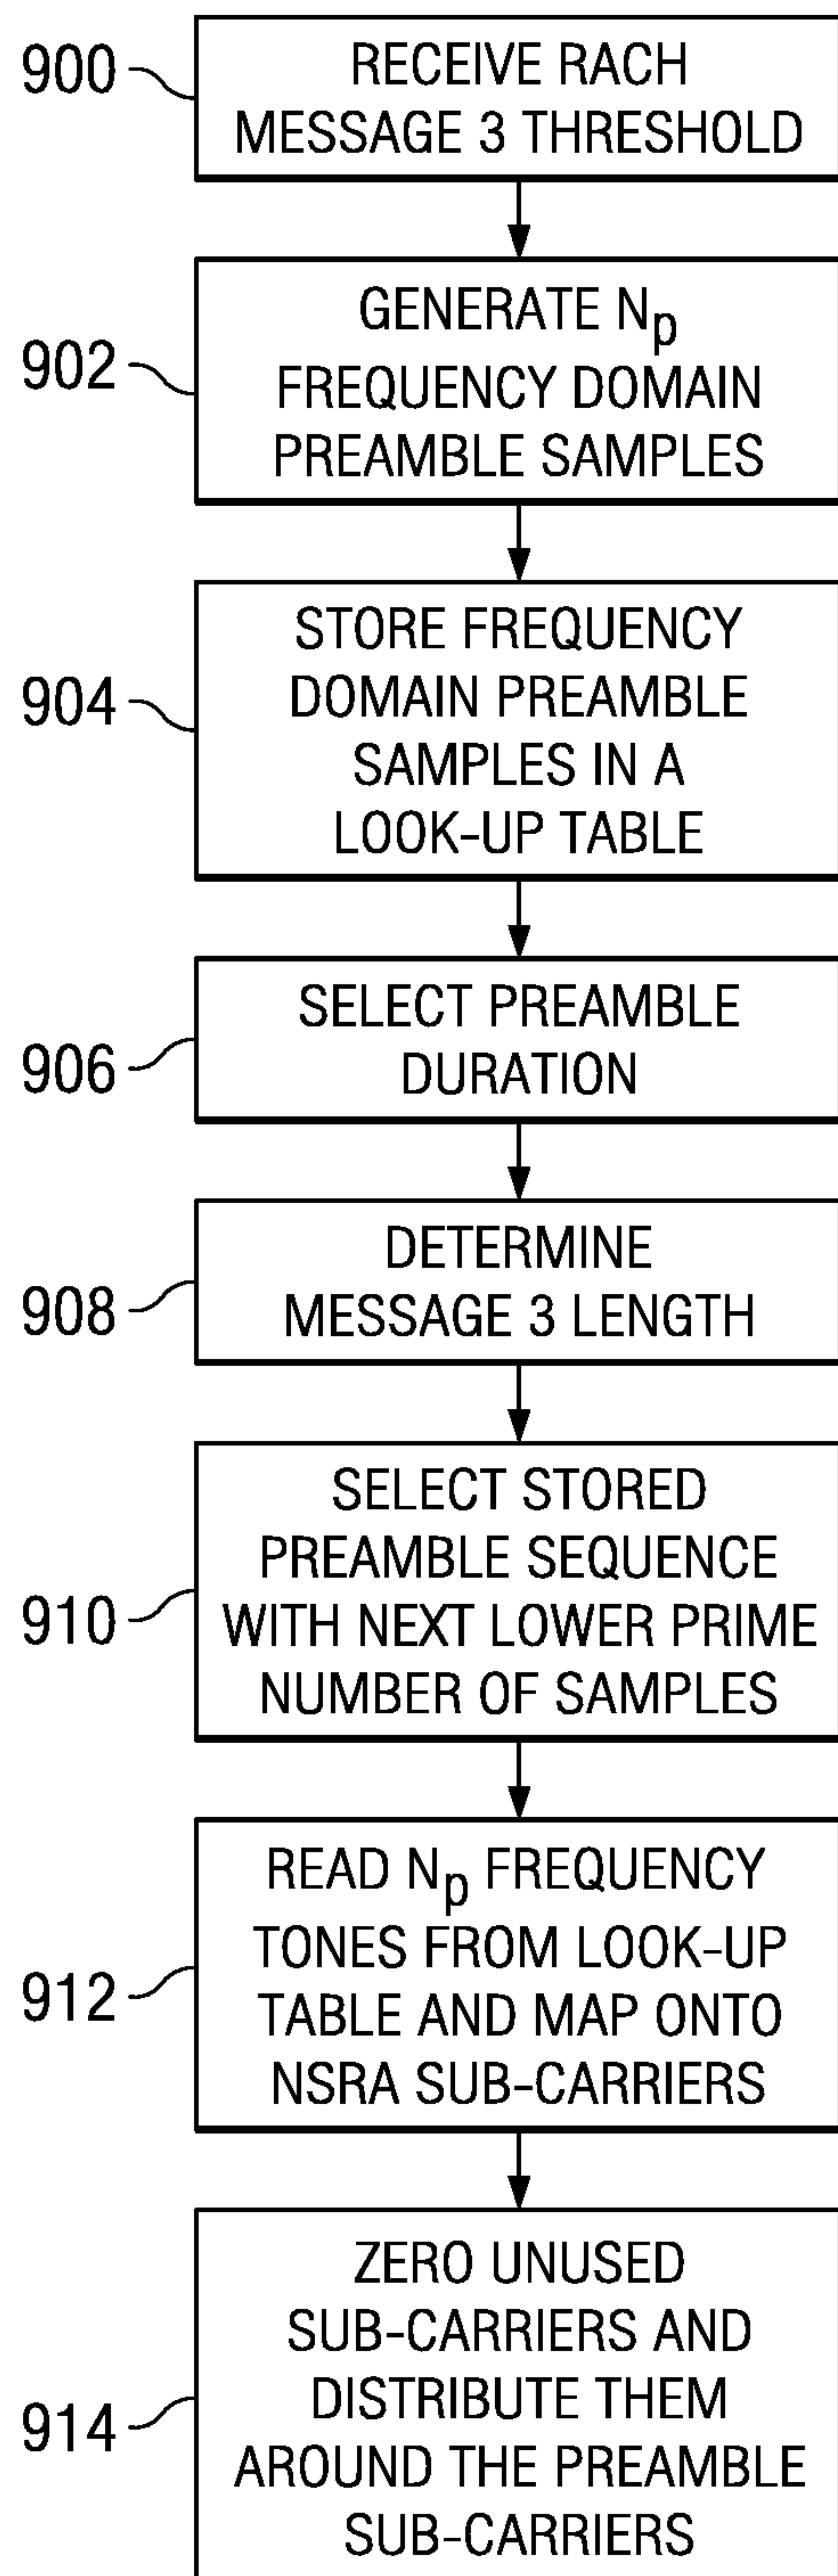 900
RECEIVE RACH
MESSAGE 3 THRESHOLD
902
GENERATE Np
FREQUENCY DOMAIN
PREAMBLE SAMPLES
904
STORE FREQUENCY
DOMAIN PREAMBLE
SAMPLES IN A
LOOK-UP TABLE
906
SELECT PREAMBLE
DURATION
908
DETERMINE
MESSAGE 3 LENGTH
910
SELECT STORED
PREAMBLE SEQUENCE
WITH NEXT LOWER PRIME
NUMBER OF SAMPLES
912
READ Np FREQUENCY
TONES FROM LOOK-UP
TABLE AND MAP ONTO
NSRA SUB-CARRIERS
914
ZERO UNUSED
SUB-CARRIERS AND
DISTRIBUTE THEM
AROUND THE PREAMBLE
SUB-CARRIERS